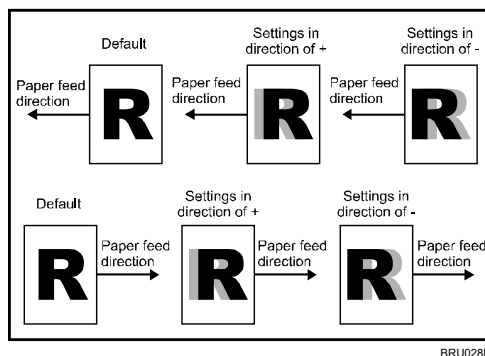 Default
Settings in
direction of +
Settings in
direction of -
Paper feed
direction
Paper feed
direction
Paper feed
direction
R
R
R
Default
Settings in
direction of +
Settings in
direction of -
Paper feed
direction
Paper feed
direction
Paper feed
direction
R
R
R